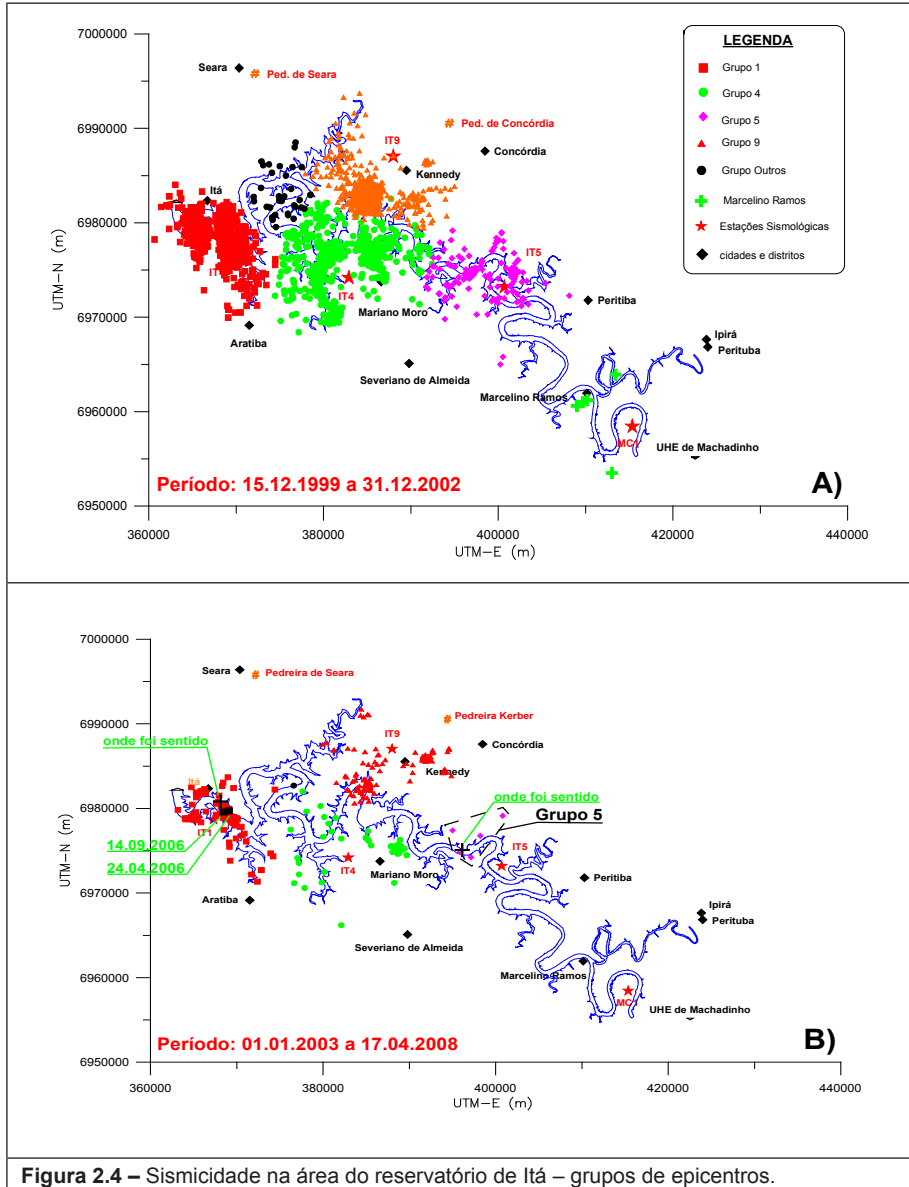 7000000
6990000
6980000
6970000
6960000
6950000
UTM-N (m)
360000
380000
400000
420000
440000
UTM-E (m)
Seara
# Ped. de Seara
# Ped. de Concórdia
IT9
Concórdia
Kennedy
Itá
IT4
IT5
Mariano Moro
Aratiba
Peritiba
Ipirá
Perituba
Severiano de Almeida
Marcelino Ramos
MC1
UHE de Machadinho
Período: 15.12.1999 a 31.12.2002
A)
LEGENDA
Grupo 1
Grupo 4
Grupo 5
Grupo 9
Grupo Outros
Marcelino Ramos
Estações Sismológicas
cidades e distritos
7000000
6990000
6980000
6970000
6960000
6950000
UTM-N (m)
360000
380000
400000
420000
440000
UTM-E (m)
Seara
# Pedreira de Seara
# Pedreira Kerber
onde foi sentido
IT9
Concórdia
Kennedy
Itá
onde foi sentido
Grupo 5
IT1
14.09.2006
24.04.2006
IT4
IT5
Mariano Moro
Aratiba
Peritiba
Ipirá
Perituba
Severiano de Almeida
Marcelino Ramos
MC1
UHE de Machadinho
Período: 01.01.2003 a 17.04.2008
B)
Figura 2.4 – Sismicidade na área do reservatório de Itá – grupos de epicentros.